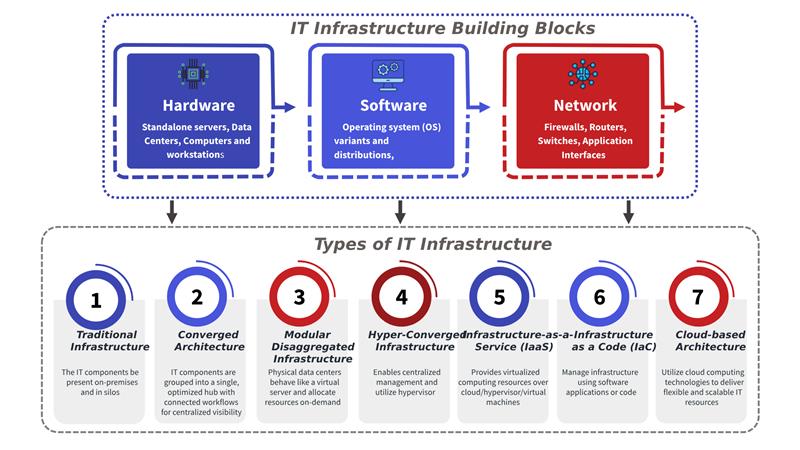 IT Infrastructure Building Blocks
Hardware
Standalone servers, Data
Centers, Computers and
workstations
Software
Operating system (OS)
variants and
distributions,
Network
Firewalls, Routers,
Switches, Application
Interfaces
Types of IT Infrastructure
1
Traditional
Infrastructure
The IT components be
present on-premises
and in silos
2
Converged
Architecture
IT components are
grouped into a single,
optimized hub with
connected workflows
for centralized visibility
3
Modular
Disaggregated
Infrastructure
Physical data centers
behave like a virtual
server and allocate
resources on-demand
4
Hyper-Converged
Infrastructure
Enables centralized
management and
utilize hypervisor
5
Infrastructure-as-a-
Service (IaaS)
Provides virtualized
computing resources over
cloud/hypervisor/virtual
machines
6
Infrastructure
as a Code (IaC)
Manage infrastructure
using software
applications or code
7
Cloud-based
Architecture
Utilize cloud computing
technologies to deliver
flexible and scalable IT
resources